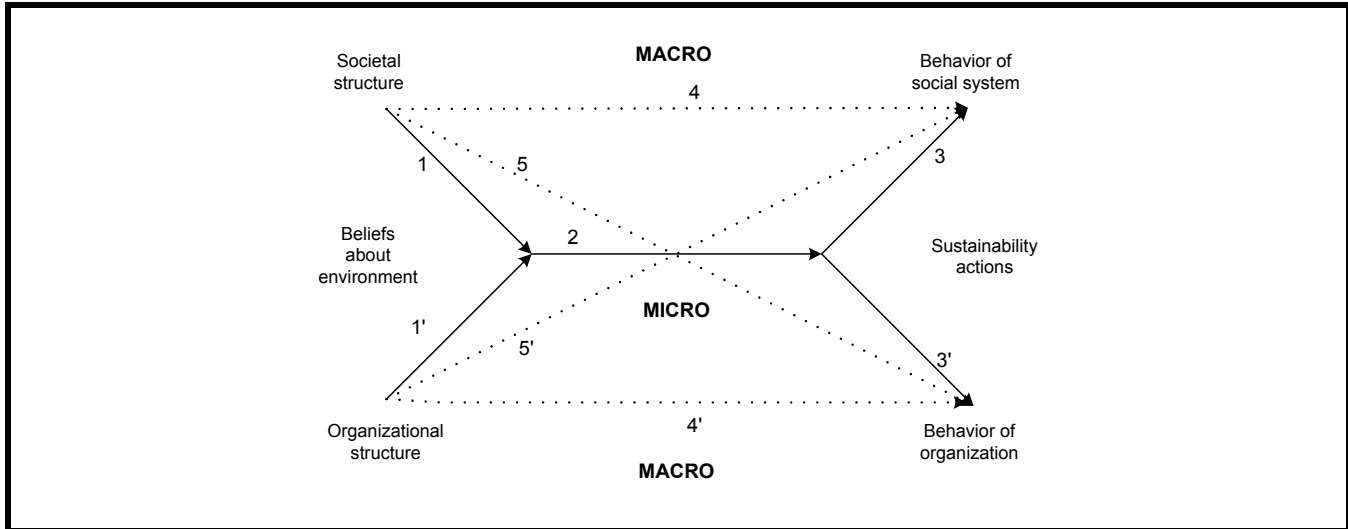 MACRO
Societal
structure
Behavior of
social system
4
1
5
3
Beliefs
about
environment
2
Sustainability
actions
MICRO
1'
5'
3'
4'
Organizational
structure
Behavior of
organization
MACRO